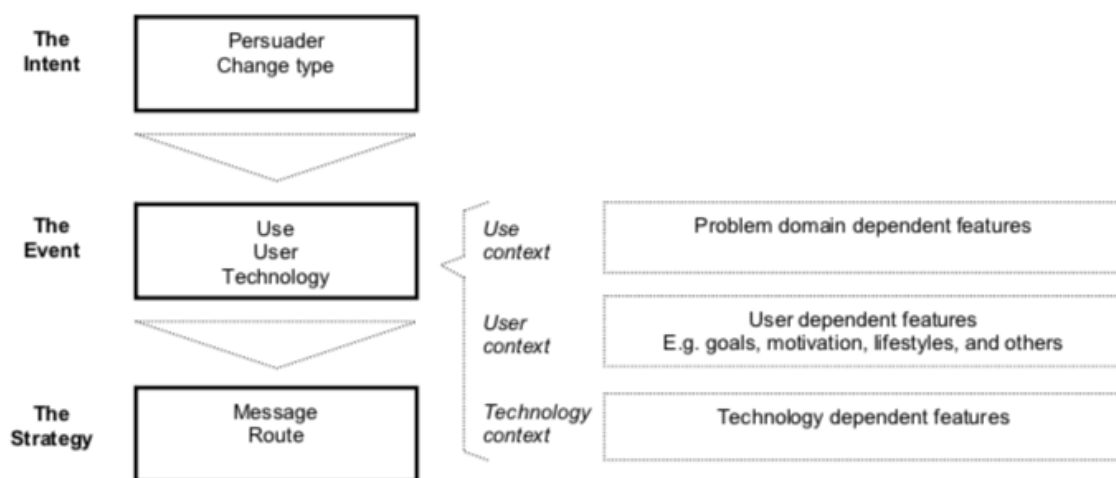 The
Intent
Persuader
Change type
The
Event
Use
User
Technology
Use
context
Problem domain dependent features
User
context
User dependent features
E.g. goals, motivation, lifestyles, and others
The
Strategy
Message
Route
Technology
context
Technology dependent features